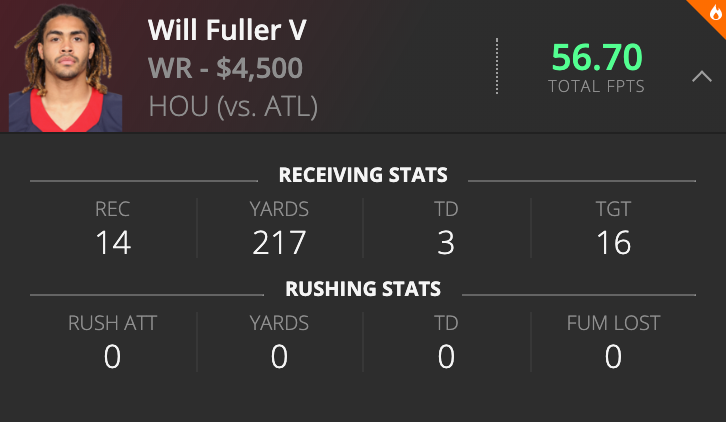 Will Fuller V
WR - $4,500
HOU (vs. ATL)
56.70
TOTAL FPTS
RECEIVING STATS
REC YARDS TD TGT
14 217 3 16
RUSHING STATS
RUSH ATT YARDS TD FUM LOST
0 0 0 0